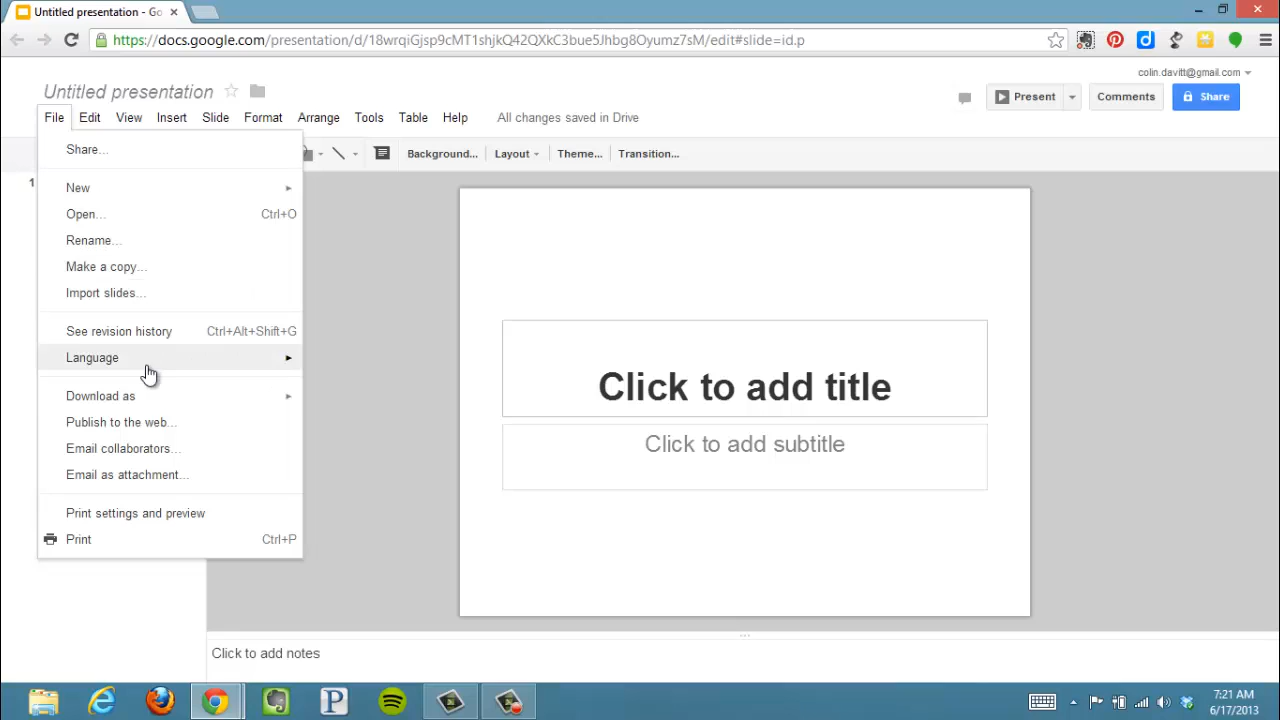 Untitled presentation - Go
https://docs.google.com/presentation/d/18wrqiGjsp9cMT1shjkQ42QXkC3bue5Jhbg8Oyumz7sM/edit#slide=id.p
colin.davitt@gmail.com
Untitled presentation
Present
Comments
Share
File Edit View Insert Slide Format Arrange Tools Table Help All changes saved in Drive
Background... Layout Theme... Transition...
Share...
1
New
Open... Ctrl+O
Rename...
Make a copy...
Import slides...
See revision history Ctrl+Alt+Shift+G
Language
Download as
Publish to the web...
Email collaborators...
Email as attachment...
Print settings and preview
Print Ctrl+P
Click to add title
Click to add subtitle
Click to add notes
7:21 AM
6/17/2013